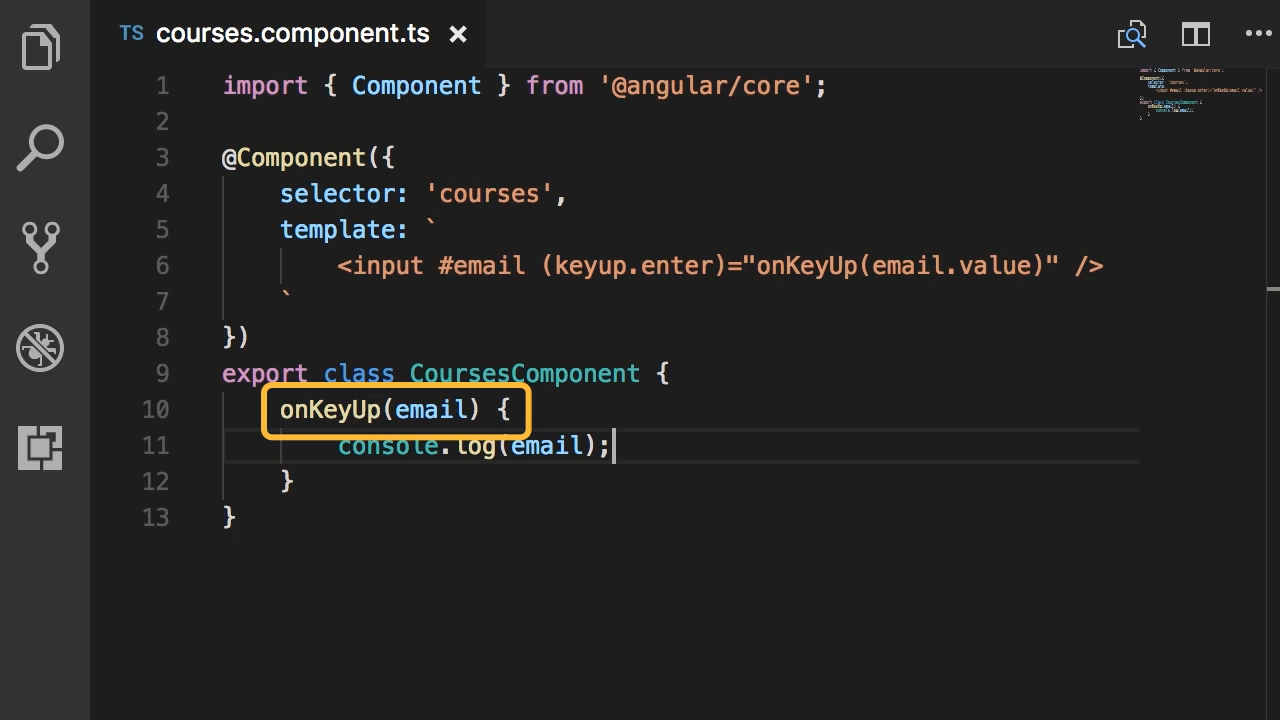 TS courses.component.ts ×
1 import { Component } from '@angular/core';
2
3 @Component({
4     selector: 'courses',
5     template: `
6         <input #email (keyup.enter)="onKeyUp(email.value)" />
7     `
8 })
9 export class CoursesComponent {
10     onKeyUp(email) {
11         console.log(email);
12     }
13 }